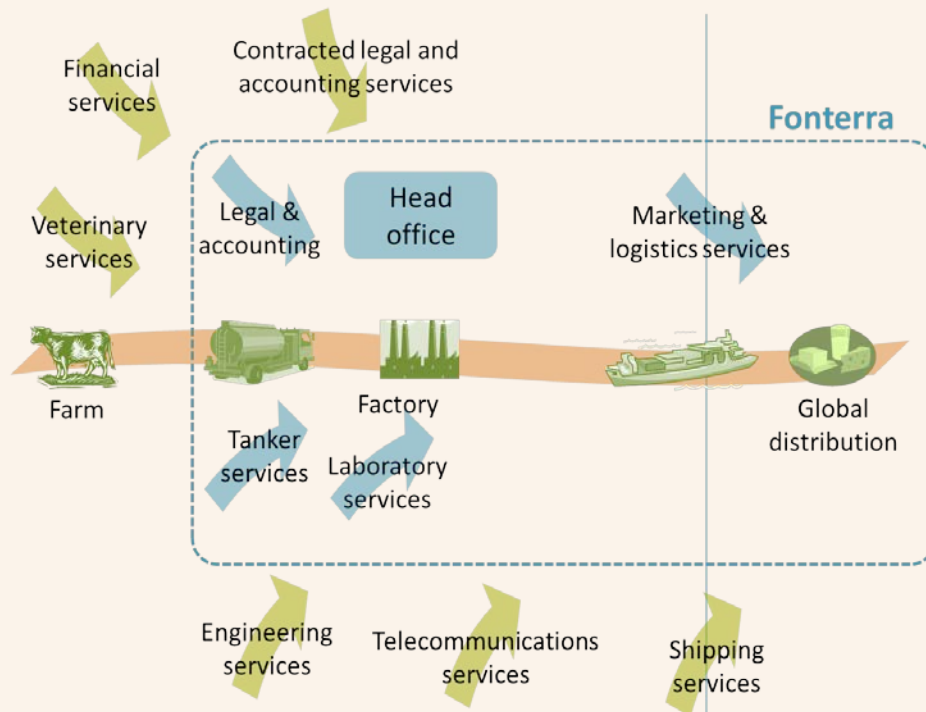 Financial
services
Contracted legal and
accounting services
Fonterra
Veterinary
services
Legal &
accounting
Head
office
Marketing &
logistics services
Farm
Factory
Global
distribution
Tanker
services
Laboratory
services
Engineering
services
Telecommunications
services
Shipping
services